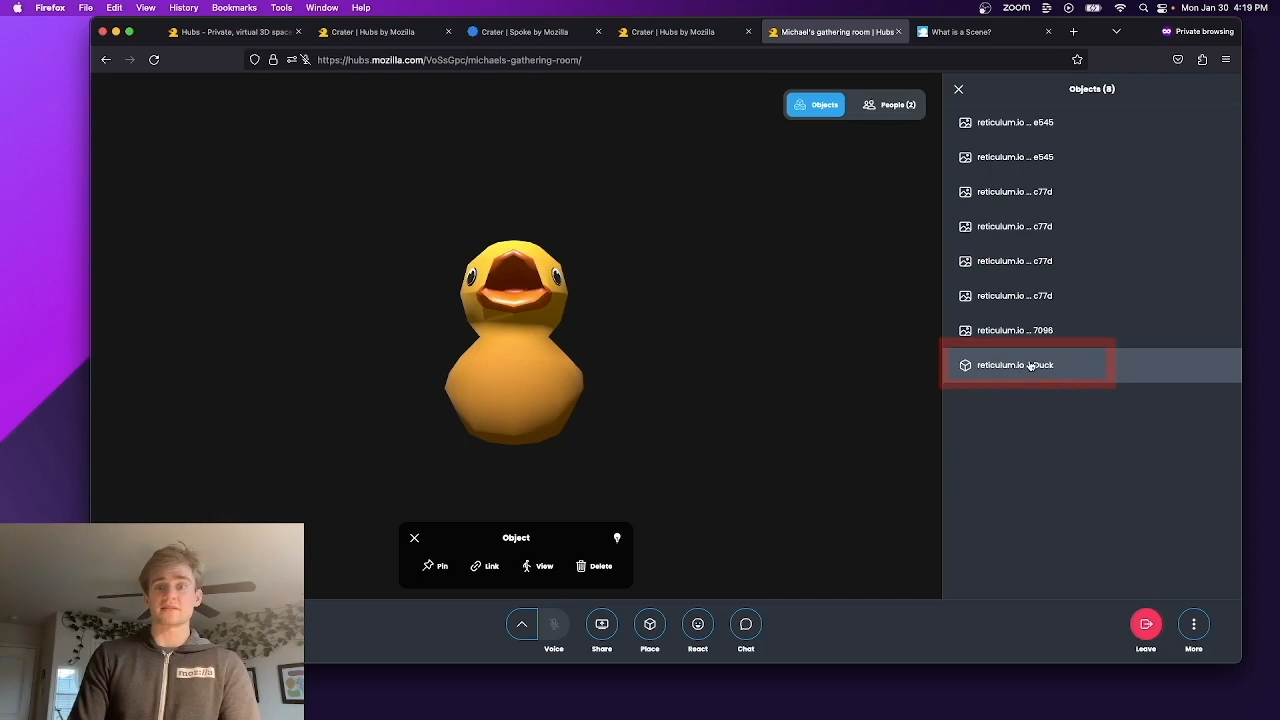 Firefox File Edit View History Bookmarks Tools Window Help
ZOOM Mon Jan 30 4:19 PM
Hubs - Private, virtual 3D space
Crater | Hubs by Mozilla
Crater | Spoke by Mozilla
Crater | Hubs by Mozilla
Michael's gathering room | Hubs
What is a Scene?
Private browsing
https://hubs.mozilla.com/VoSsGpc/michaels-gathering-room/
Objects People (2)
Objects (8)
reticulum.io ... e545
reticulum.io ... e545
reticulum.io ... c77d
reticulum.io ... c77d
reticulum.io ... c77d
reticulum.io ... c77d
reticulum.io ... 7096
reticulum.io Duck
Object
Pin Link View Delete
Voice Share Place React Chat
Leave More
moz://a